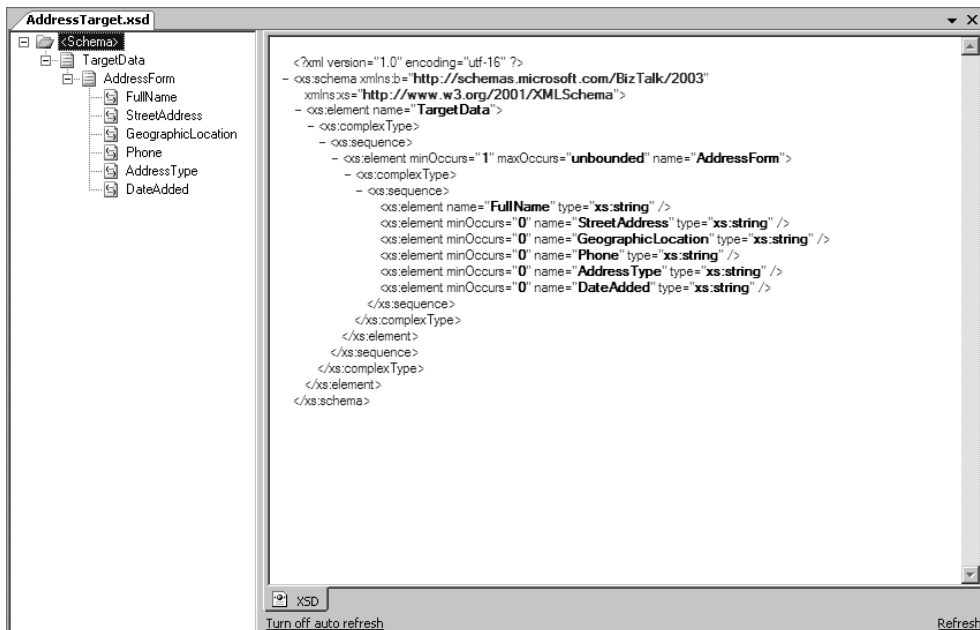 AddressTarget.xsd
<Schema>
TargetData
AddressForm
FullName
StreetAddress
GeographicLocation
Phone
AddressType
DateAdded
<?xml version="1.0" encoding="utf-16" ?>
- <xs:schema xmlns:b="http://schemas.microsoft.com/BizTalk/2003"
xmlns:xs="http://www.w3.org/2001/XMLSchema">
- <xs:element name="TargetData">
- <xs:complexType>
- <xs:sequence>
- <xs:element minOccurs="1" maxOccurs="unbounded" name="AddressForm">
- <xs:complexType>
- <xs:sequence>
<xs:element name="FullName" type="xs:string" />
<xs:element minOccurs="0" name="StreetAddress" type="xs:string" />
<xs:element minOccurs="0" name="GeographicLocation" type="xs:string" />
<xs:element minOccurs="0" name="Phone" type="xs:string" />
<xs:element minOccurs="0" name="AddressType" type="xs:string" />
<xs:element minOccurs="0" name="DateAdded" type="xs:string" />
</xs:sequence>
</xs:complexType>
</xs:element>
</xs:sequence>
</xs:complexType>
</xs:element>
</xs:schema>
XSD
Turn off auto refresh
Refresh